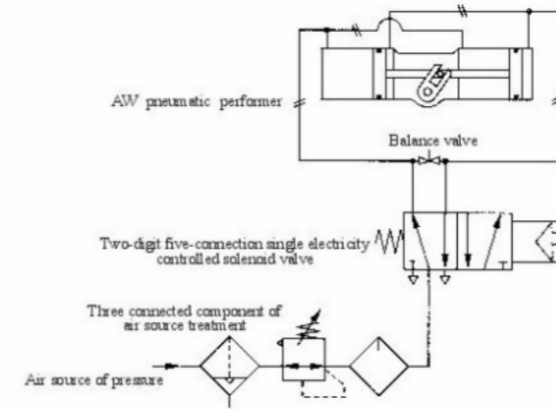 AW pneumatic performer
Balance valve
Two-digit five-connection single electricity
controlled solenoid valve
Three connected component of
air source treatment
Air source of pressure